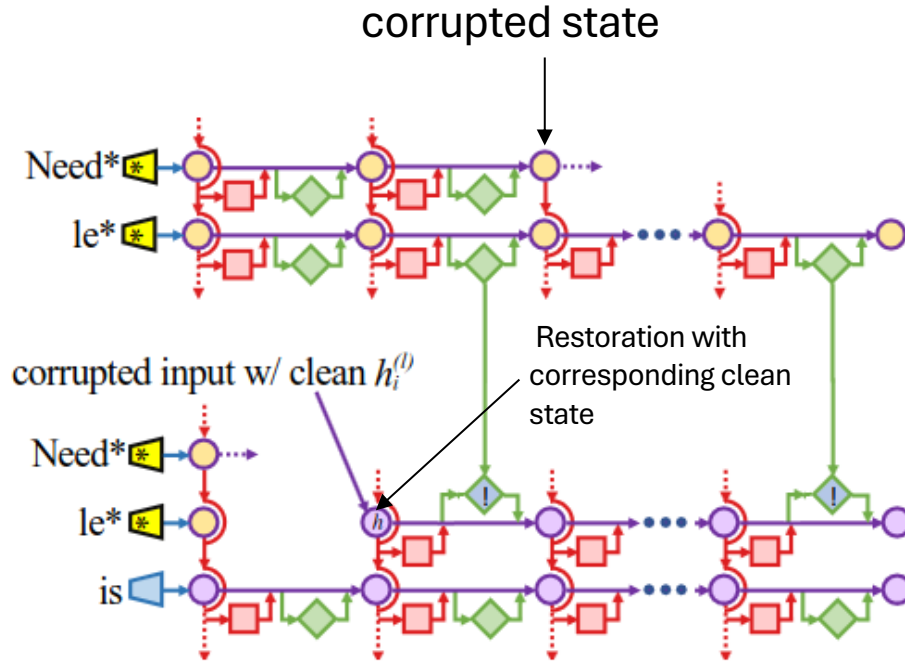 corrupted state
Need* *
le* *
Restoration with
corrupted input w/ clean h_i^(l)
corresponding clean
state
Need* *
! !
le* * h
is